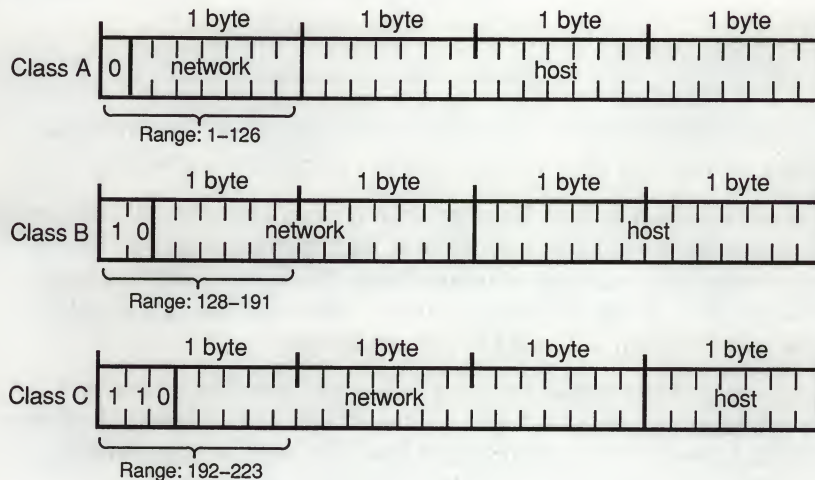 1 byte 1 byte 1 byte 1 byte
Class A 0 network host
Range: 1–126
1 byte 1 byte 1 byte 1 byte
Class B 1 0 network host
Range: 128–191
1 byte 1 byte 1 byte 1 byte
Class C 1 1 0 network host
Range: 192–223